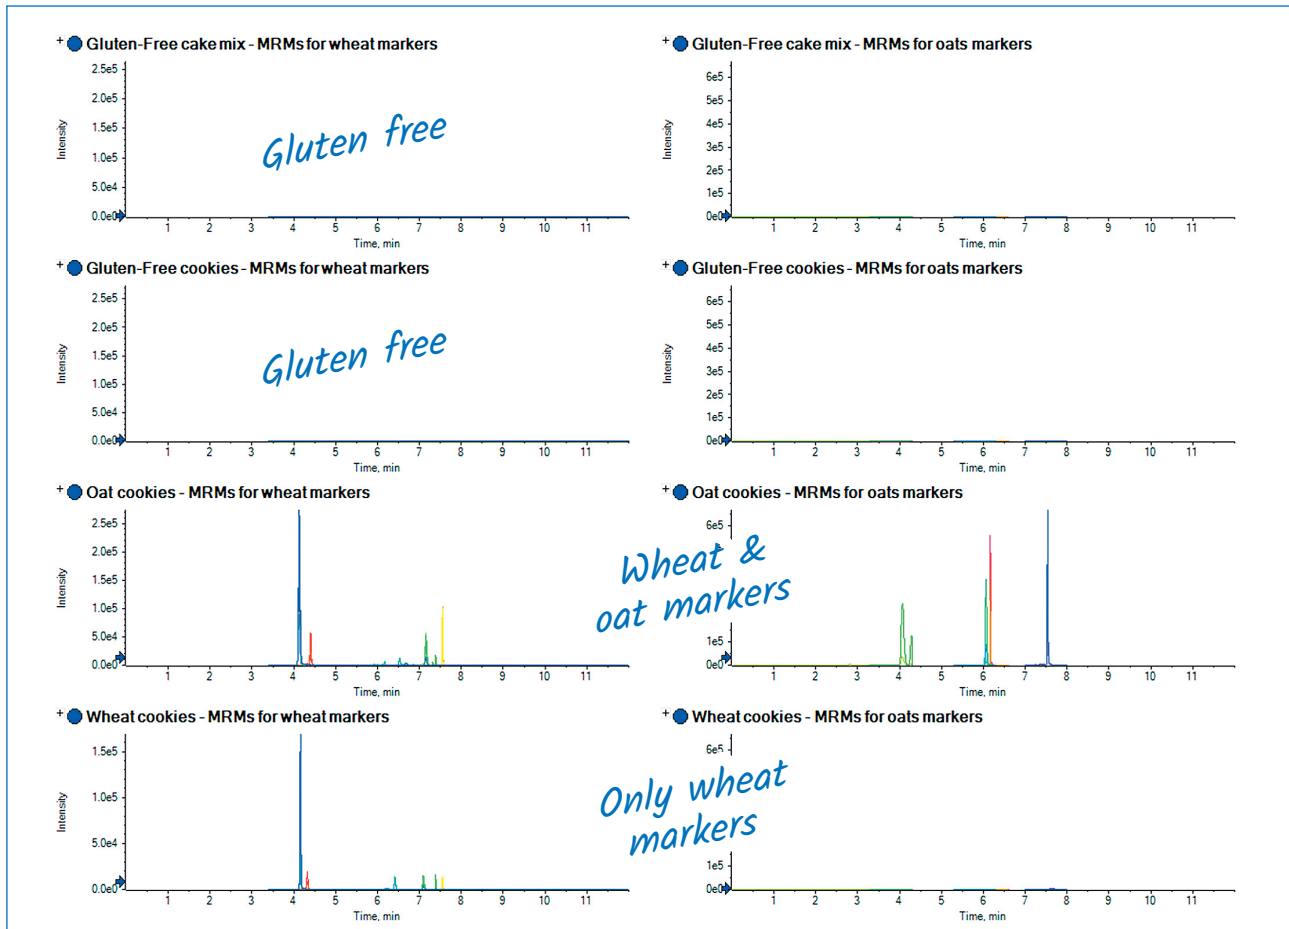 + Gluten-Free cake mix - MRMs for wheat markers
2.5e5
2.0e5
1.5e5
1.0e5
5.0e4
0.0e0
Intensity
Gluten free
1 2 3 4 5 6 7 8 9 10 11
Time, min
+ Gluten-Free cake mix - MRMs for oats markers
6e5
5e5
4e5
3e5
2e5
1e5
0e0
Intensity
1 2 3 4 5 6 7 8 9 10 11
Time, min
+ Gluten-Free cookies - MRMs for wheat markers
2.5e5
2.0e5
1.5e5
1.0e5
5.0e4
0.0e0
Intensity
Gluten free
1 2 3 4 5 6 7 8 9 10 11
Time, min
+ Gluten-Free cookies - MRMs for oats markers
6e5
5e5
4e5
3e5
2e5
1e5
0e0
Intensity
1 2 3 4 5 6 7 8 9 10 11
Time, min
+ Oat cookies - MRMs for wheat markers
2.5e5
2.0e5
1.5e5
1.0e5
5.0e4
0.0e0
Intensity
1 2 3 4 5 6 7 8 9 10 11
Time, min
Wheat &
oat markers
+ Oat cookies - MRMs for oats markers
6e5
1e5
0e0
1 2 3 4 5 6 7 8 9 10 11
Time, min
+ Wheat cookies - MRMs for wheat markers
1.5e5
1.0e5
5.0e4
0.0e0
Intensity
1 2 3 4 5 6 7 8 9 10 11
Time, min
Only wheat
markers
+ Wheat cookies - MRMs for oats markers
6e5
1e5
0e0
1 2 3 4 5 6 7 8 9 10 11
Time, min